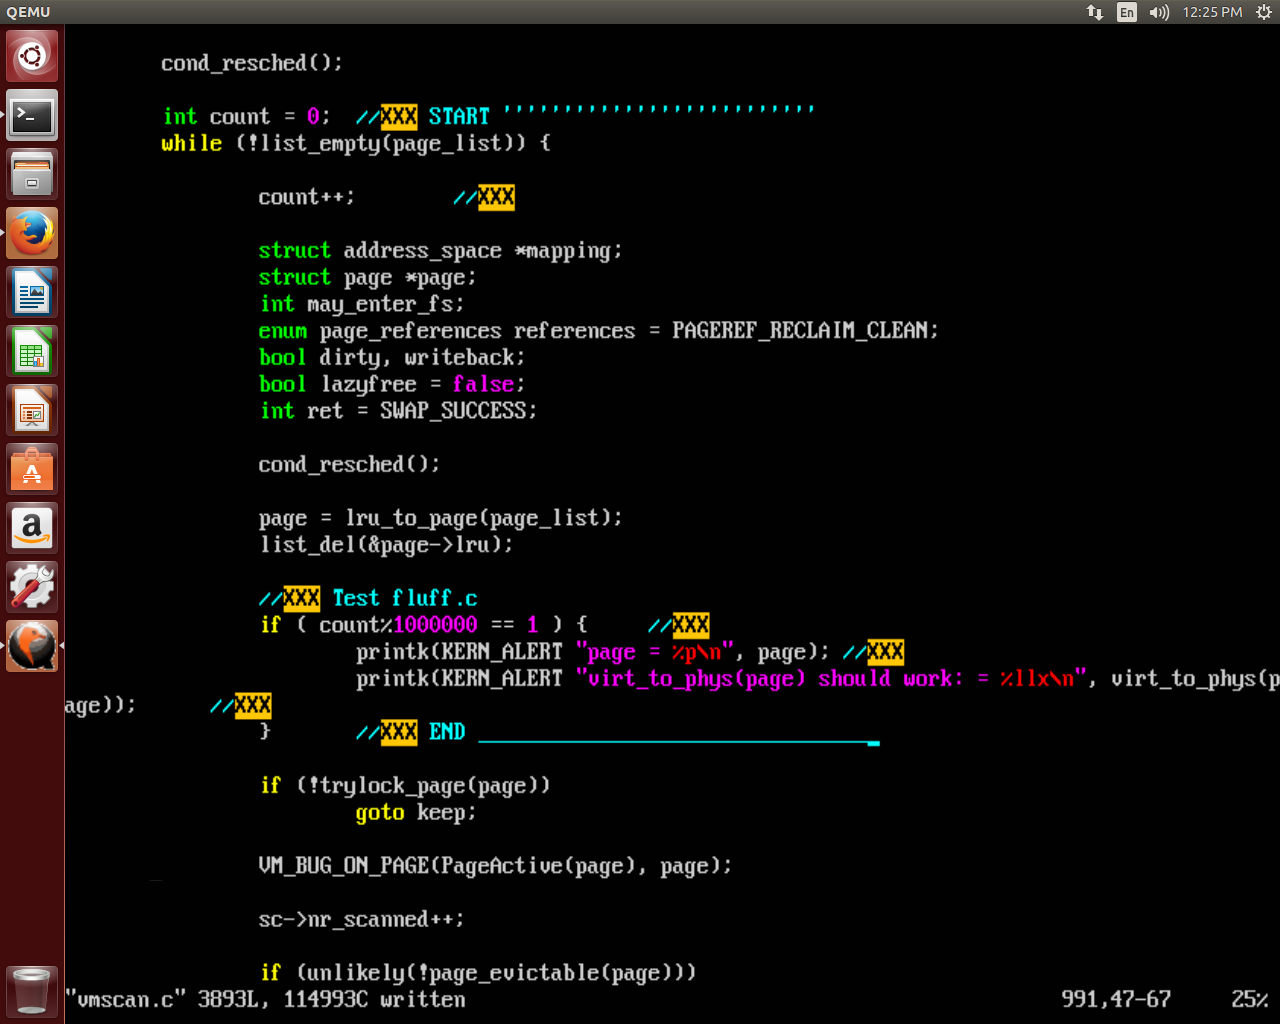 QEMU En 12:25 PM
cond_resched();
int count = 0;  //XXX START ''''''''''''''''''''''''''
while (!list_empty(page_list)) {
count++;        //XXX
struct address_space *mapping;
struct page *page;
int may_enter_fs;
enum page_references references = PAGEREF_RECLAIM_CLEAN;
bool dirty, writeback;
bool lazyfree = false;
int ret = SWAP_SUCCESS;
cond_resched();
page = lru_to_page(page_list);
list_del(&page->lru);
//XXX Test fluff.c
if ( count%1000000 == 1 ) {     //XXX
printk(KERN_ALERT "page = %p\n", page); //XXX
printk(KERN_ALERT "virt_to_phys(page) should work: = %llx\n", virt_to_phys(p
age));      //XXX
}       //XXX END _________________________________
if (!trylock_page(page))
goto keep;
VM_BUG_ON_PAGE(PageActive(page), page);
sc->nr_scanned++;
if (unlikely(!page_evictable(page)))
"vmscan.c" 3893L, 114993C written 991,47-67 25%